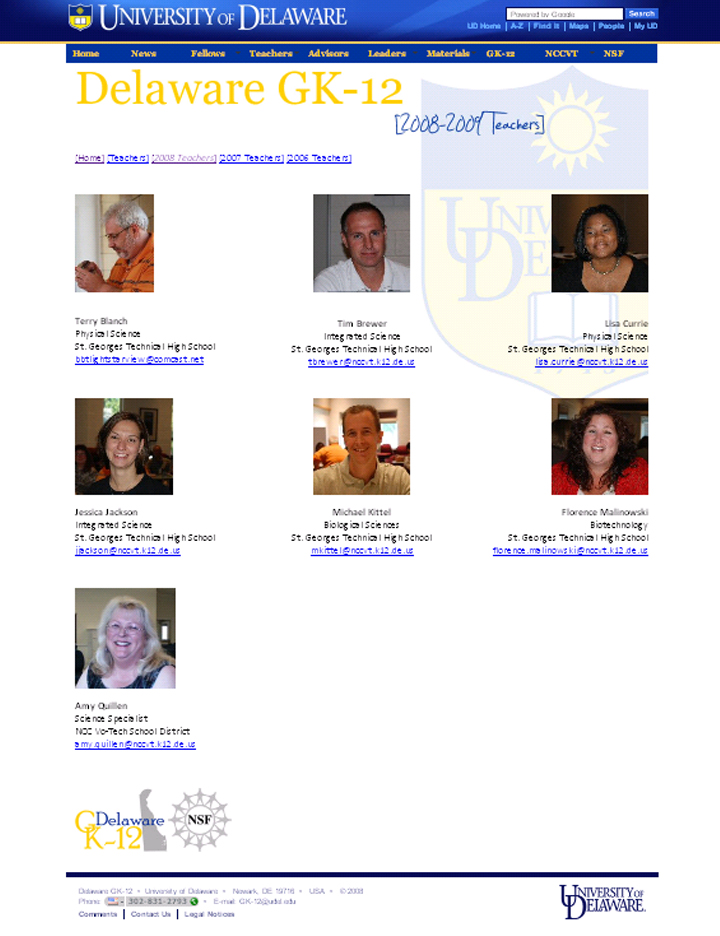 UNIVERSITY OF DELAWARE
Powered by Google Search
UD Home | A-Z | Find It | Maps | People | My UD
Home News Fellows Teachers Advisors Leaders Materials GK-12 NCCVT NSF
Delaware GK-12
[2008-2009 Teachers]
[Home] [Teachers] [2008 Teachers] [2007 Teachers] [2006 Teachers]
Terry Blanch
Physical Science
St. Georges Technical High School
bbtlightstarview@comcast.net
Tim Brewer
Integrated Science
St. Georges Technical High School
tbrewer@nccvt.k12.de.us
Lisa Currie
Physical Science
St. Georges Technical High School
lisa.currie@nccvt.k12.de.us
Jessica Jackson
Integrated Science
St. Georges Technical High School
jjackson@nccvt.k12.de.us
Michael Kittel
Biological Sciences
St. Georges Technical High School
mkittel@nccvt.k12.de.us
Florence Malinowski
Biotechnology
St. Georges Technical High School
florence.malinowski@nccvt.k12.de.us
Amy Quillen
Science Specialist
NCC Vo-Tech School District
amy.quillen@nccvt.k12.de.us
Delaware
GK-12
NSF
Delaware GK-12 • University of Delaware • Newark, DE 19716 • USA • © 2008
Phone: 302-831-2793 • E-mail: GK-12@udel.edu
Comments | Contact Us | Legal Notices
UNIVERSITY OF
DELAWARE